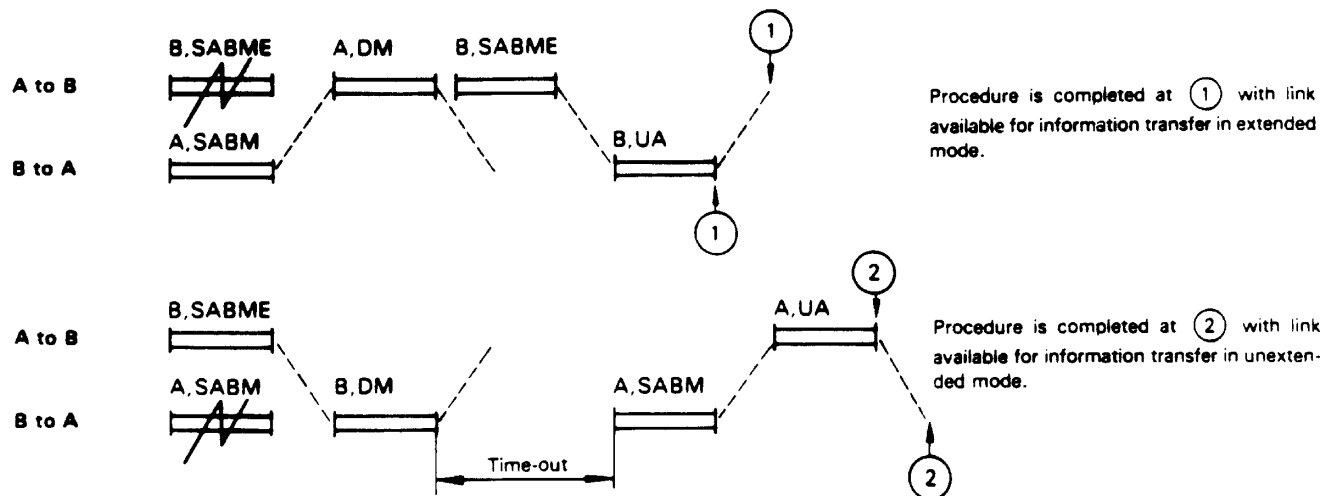 1
B,SABME A,DM B,SABME
A to B
Procedure is completed at 1 with link
available for information transfer in extended
mode.
A,SABM B,UA
B to A
1
2
B,SABME A,UA
A to B
Procedure is completed at 2 with link
available for information transfer in unexten-
ded mode.
A,SABM B,DM A,SABM
B to A
Time-out
2